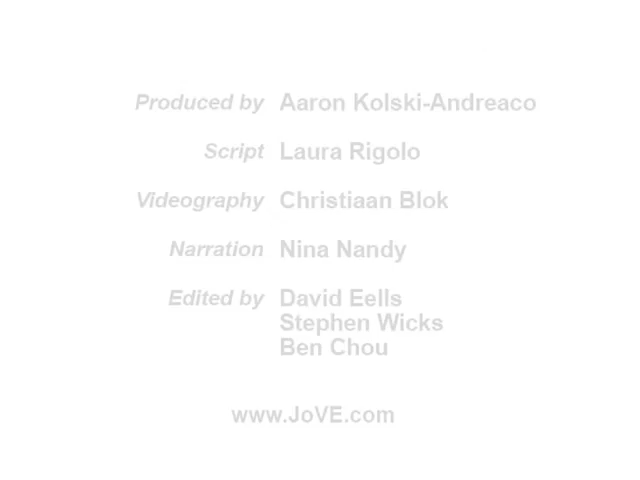 Produced by Aaron Kolski-Andreaco
Script Laura Rigolo
Videography Christiaan Blok
Narration Nina Nandy
Edited by David Eells
Stephen Wicks
Ben Chou
www.JoVE.com